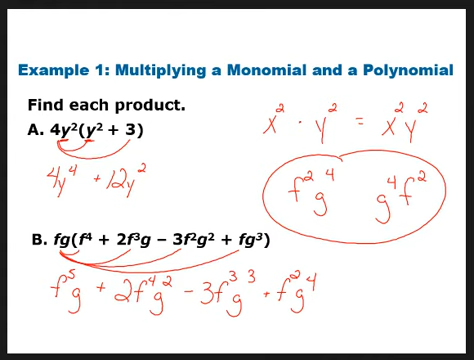 Example 1: Multiplying a Monomial and a Polynomial
Find each product.
x² · y² = x²y²
A. 4y²(y² + 3)
4y⁴ + 12y²
f²g⁴ g⁴f²
B. fg(f⁴ + 2f³g − 3f²g² + fg³)
f⁵g + 2f⁴g² − 3f³g³ + f²g⁴